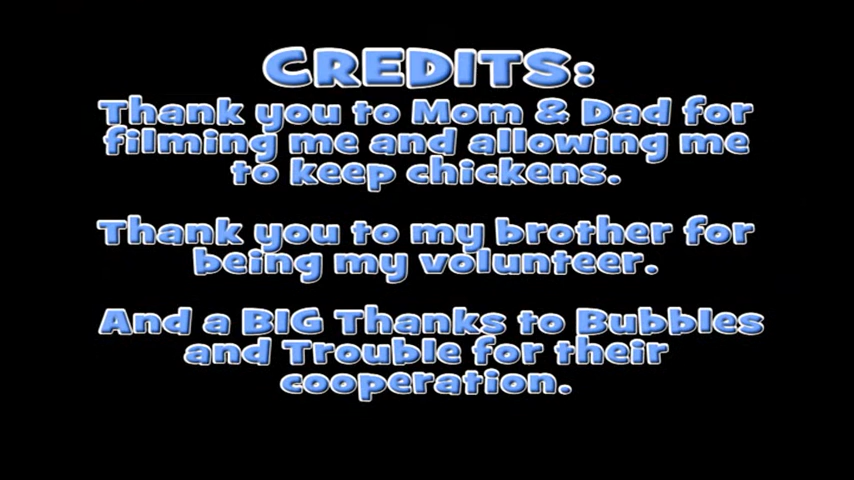 CREDITS:
Thank you to Mom & Dad for
filming me and allowing me
to keep chickens.
Thank you to my brother for
being my volunteer.
And a BIG Thanks to Bubbles
and Trouble for their
cooperation.